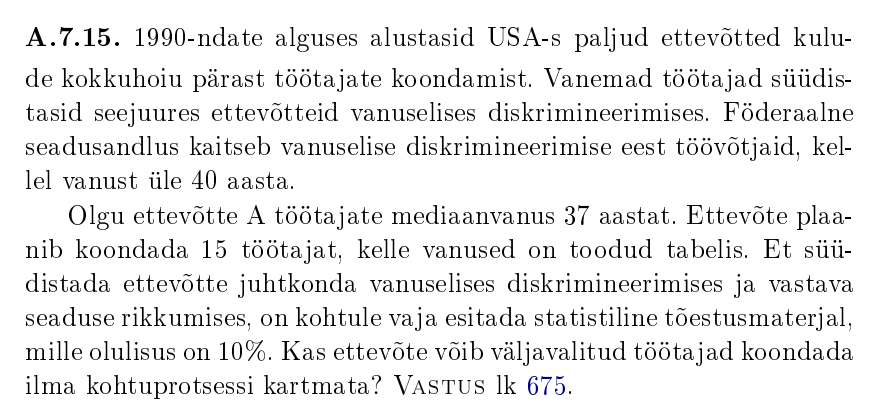 A.7.15. 1990-ndate alguses alustasid USA-s paljud ettevõtted kulu-
de kokkuhoiu pärast töötajate koondamist. Vanemad töötajad süüdis-
tasid seejuures ettevõtteid vanuselises diskrimineerimises. Föderaalne
seadusandlus kaitseb vanuselise diskrimineerimise eest töövõtjaid, kel-
lel vanust üle 40 aasta.
Olgu ettevõtte A töötajate mediaanvanus 37 aastat. Ettevõte plaa-
nib koondada 15 töötajat, kelle vanused on toodud tabelis. Et süü-
distada ettevõtte juhtkonda vanuselises diskrimineerimises ja vastava
seaduse rikkumises, on kohtule vaja esitada statistiline tõestusmaterjal,
mille olulisus on 10%. Kas ettevõte võib väljavalitud töötajad koondada
ilma kohtuprotsessi kartmata? VASTUS lk 675.